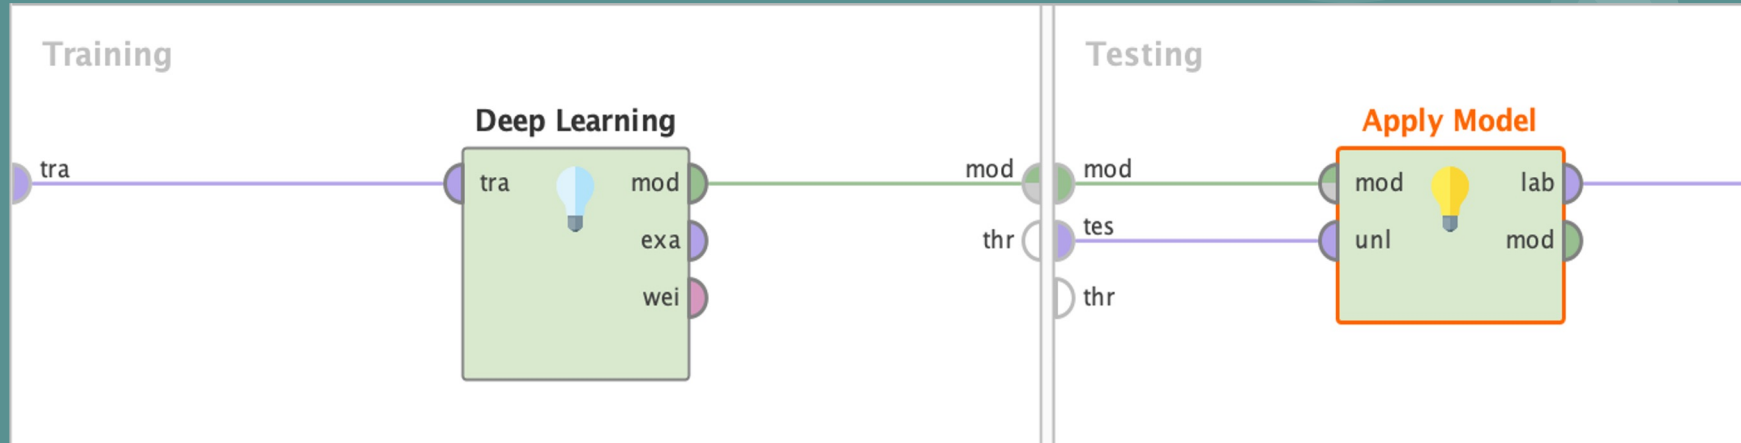 Training
Testing
Deep Learning
Apply Model
tra
tra
mod
mod
mod
mod
lab
exa
thr
tes
unl
mod
wei
thr